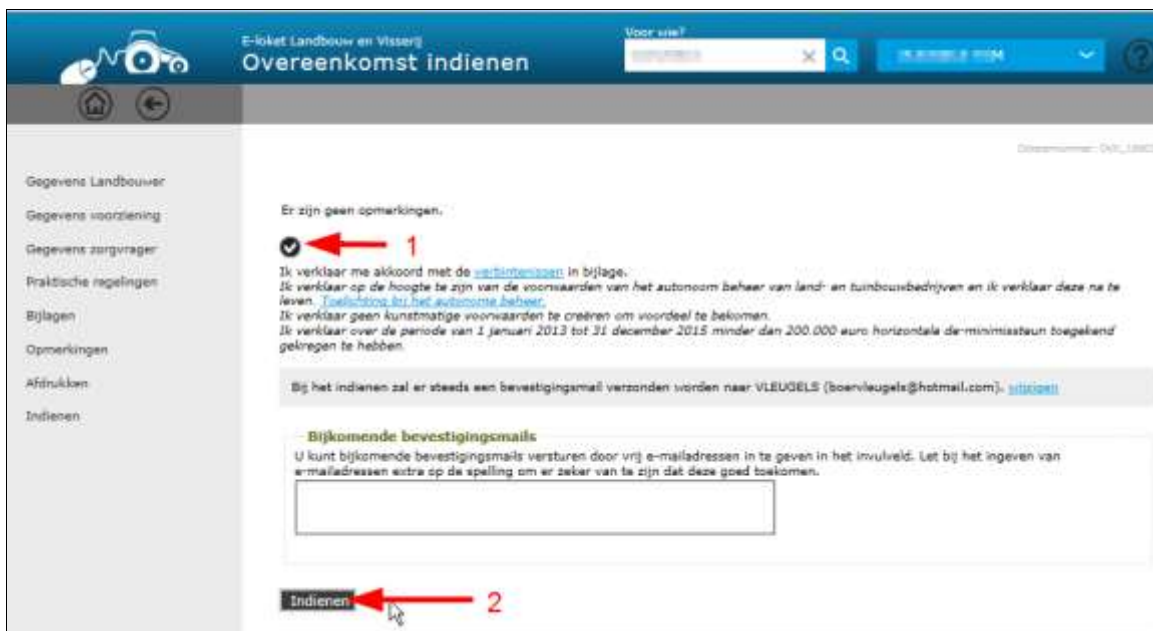 E-loket Landbouw en Visserij
Overeenkomst indienen
Voor wie?
Gegevens Landbouwer
Gegevens voorziening
Gegevens zorgvrager
Praktische regelingen
Bijlagen
Opmerkingen
Afdrukken
Indienen
Er zijn geen opmerkingen.
1
Ik verklaar me akkoord met de verbintenissen in bijlage.
Ik verklaar op de hoogte te zijn van de voorwaarden van het autonoom beheer van land- en tuinbouwbedrijven en ik verklaar deze na te
leven. Toelichting bij het autonome beheer.
Ik verklaar geen kunstmatige voorwaarden te creëren om voordeel te bekomen.
Ik verklaar over de periode van 1 januari 2013 tot 31 december 2015 minder dan 200.000 euro horizontale de-minimissteun toegekend
gekregen te hebben.
Bij het indienen zal er steeds een bevestigingsmail verzonden worden naar VLEUGELS (boervleugels@hotmail.com). wijzigen
Bijkomende bevestigingsmails
U kunt bijkomende bevestigingsmails versturen door vrij e-mailadressen in te geven in het invulveld. Let bij het ingeven van
e-mailadressen extra op de spelling om er zeker van te zijn dat deze goed toekomen.
Indienen
2